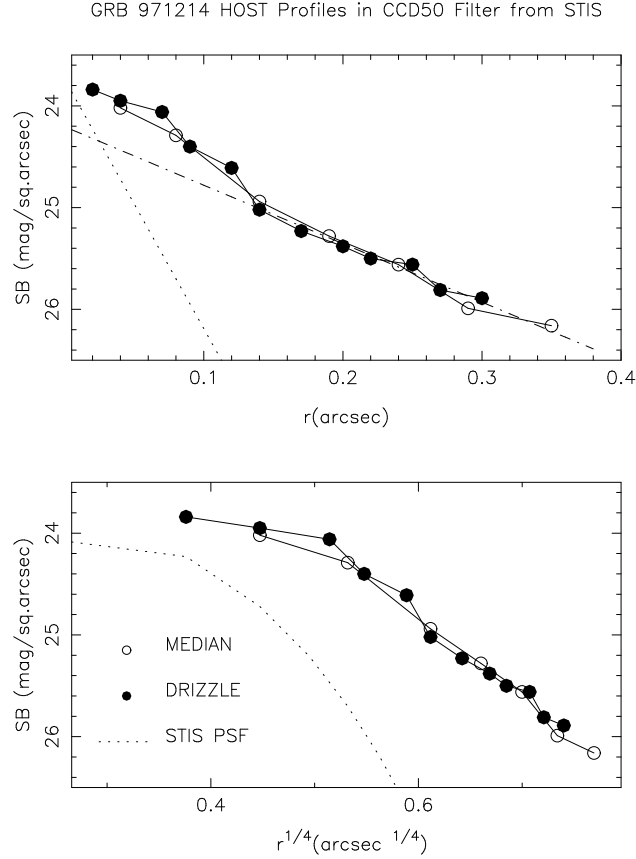 GRB 971214 HOST Profiles in CCD50 Filter from STIS
SB (mag/sq.arcsec)
24
25
26
0.1 0.2 0.3 0.4
r(arcsec)
SB (mag/sq.arcsec)
24
25
26
MEDIAN
DRIZZLE
STIS PSF
0.4 0.6
r^1/4(arcsec ^1/4)